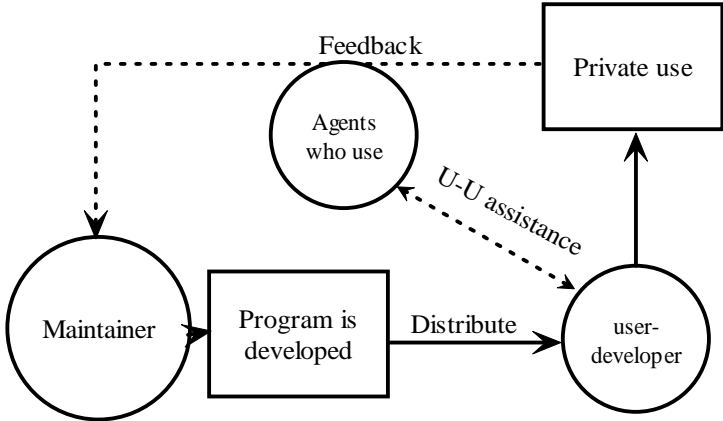 Feedback
Private use
Agents
who use
U-U assistance
Maintainer
Program is
developed
Distribute
user-
developer